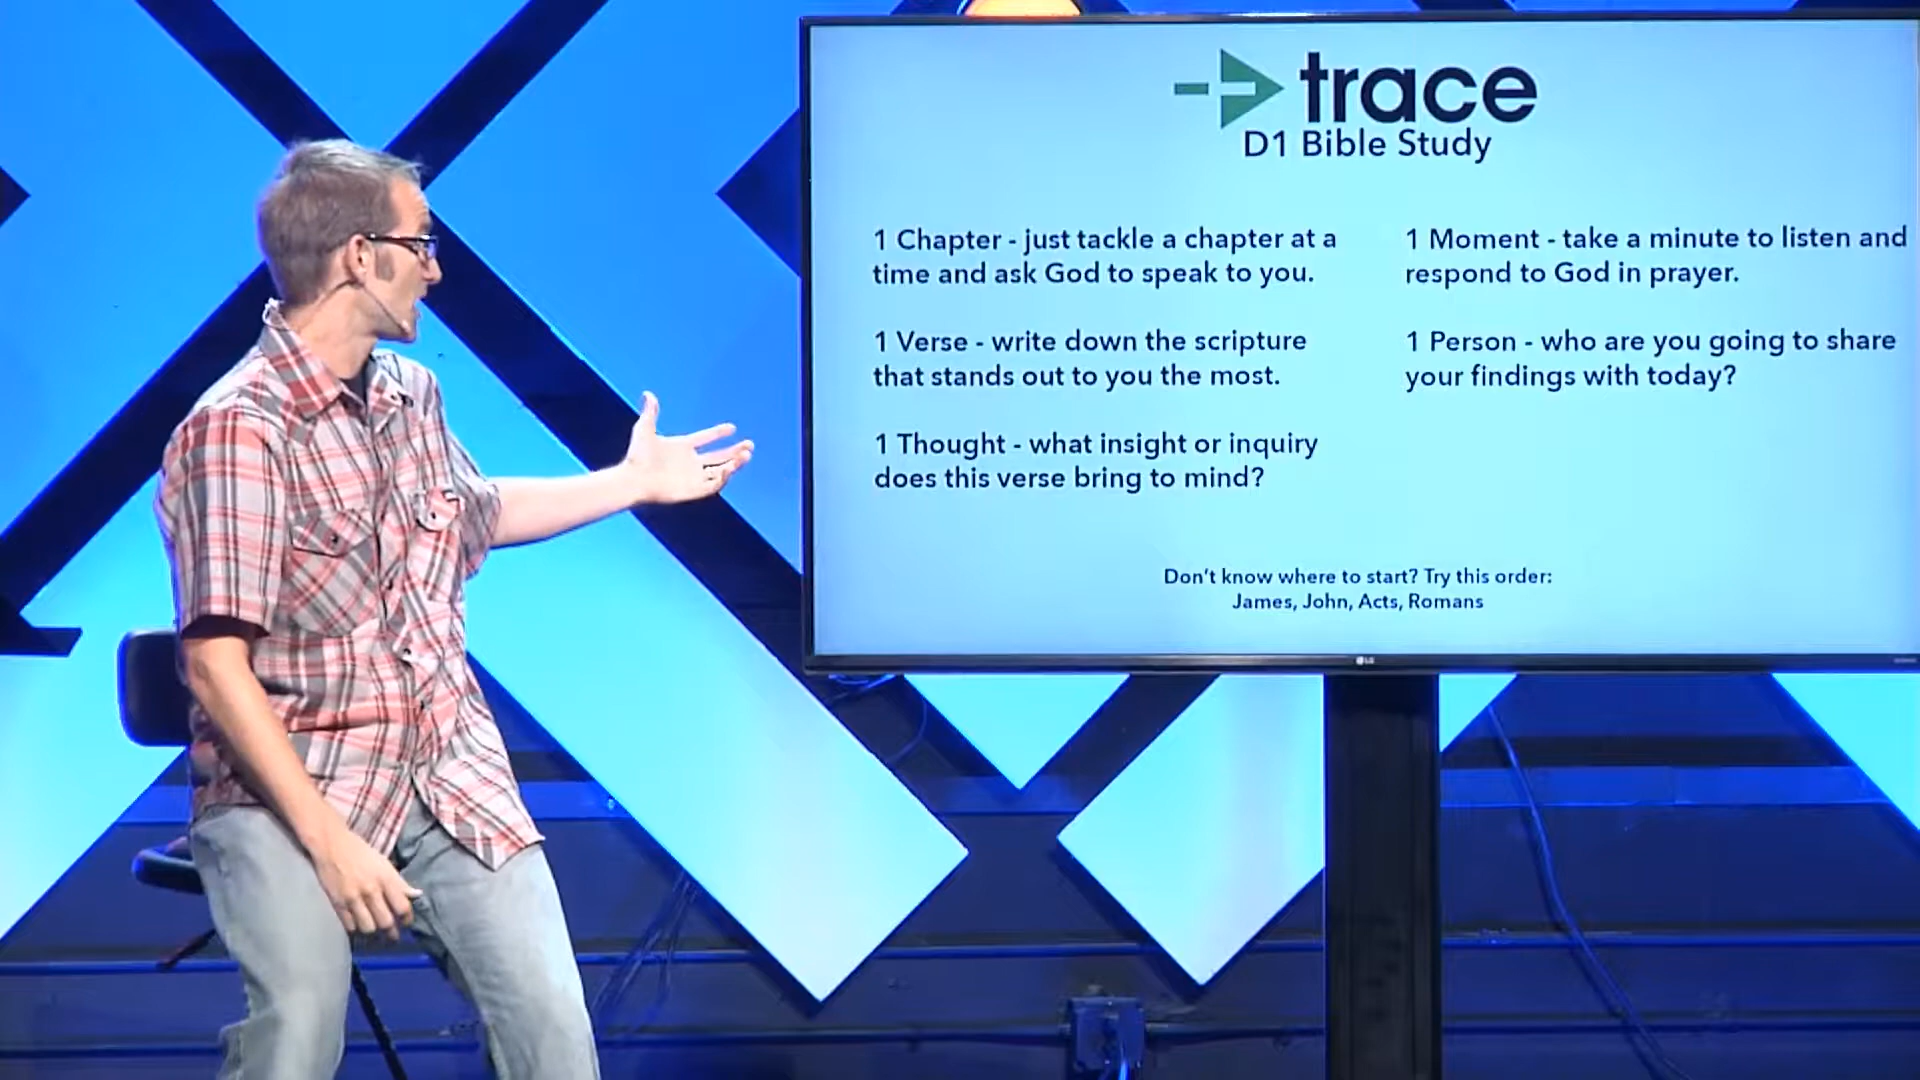 trace
D1 Bible Study
1 Chapter - just tackle a chapter at a
time and ask God to speak to you.
1 Verse - write down the scripture
that stands out to you the most.
1 Thought - what insight or inquiry
does this verse bring to mind?
1 Moment - take a minute to listen and
respond to God in prayer.
1 Person - who are you going to share
your findings with today?
Don't know where to start? Try this order:
James, John, Acts, Romans
LG